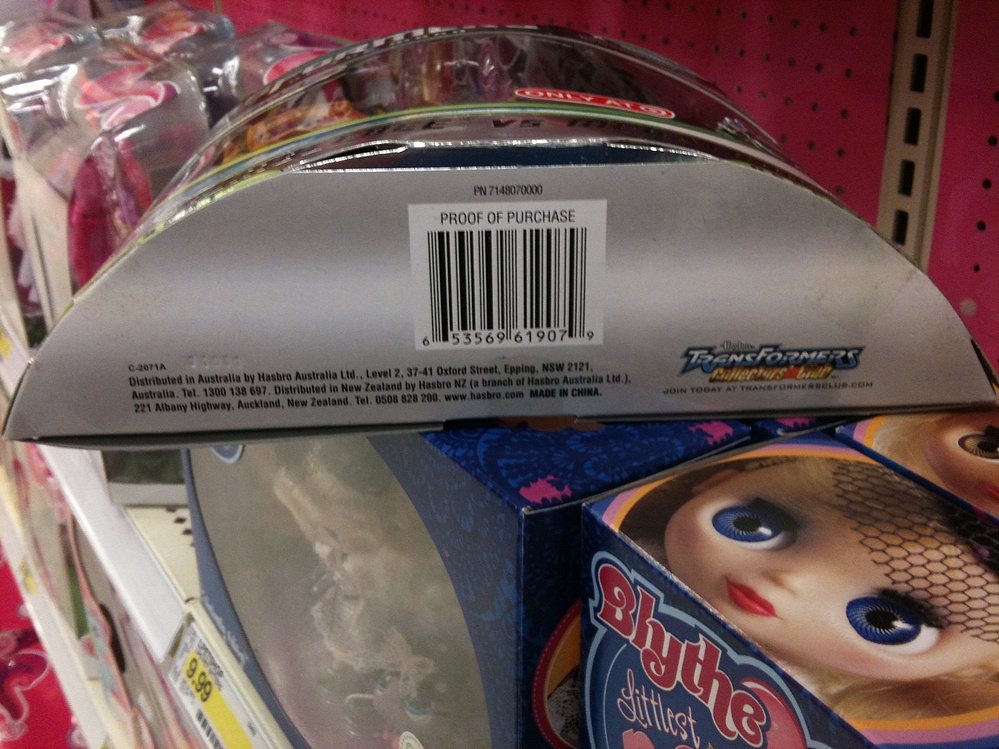 ONLY AT
VS
PN 7148070000
PROOF OF PURCHASE
6 53569 61907 9
C-2071A
Distributed in Australia by Hasbro Australia Ltd., Level 2, 37-41 Oxford Street, Epping, NSW 2121,
Australia. Tel. 1300 138 697. Distributed in New Zealand by Hasbro NZ (a branch of Hasbro Australia Ltd.),
221 Albany Highway, Auckland, New Zealand. Tel. 0508 828 200. www.hasbro.com MADE IN CHINA.
TRANSFORMERS
Collectors' Club
JOIN TODAY AT TRANSFORMERSCLUB.COM
Blythe
Littlest
9.99